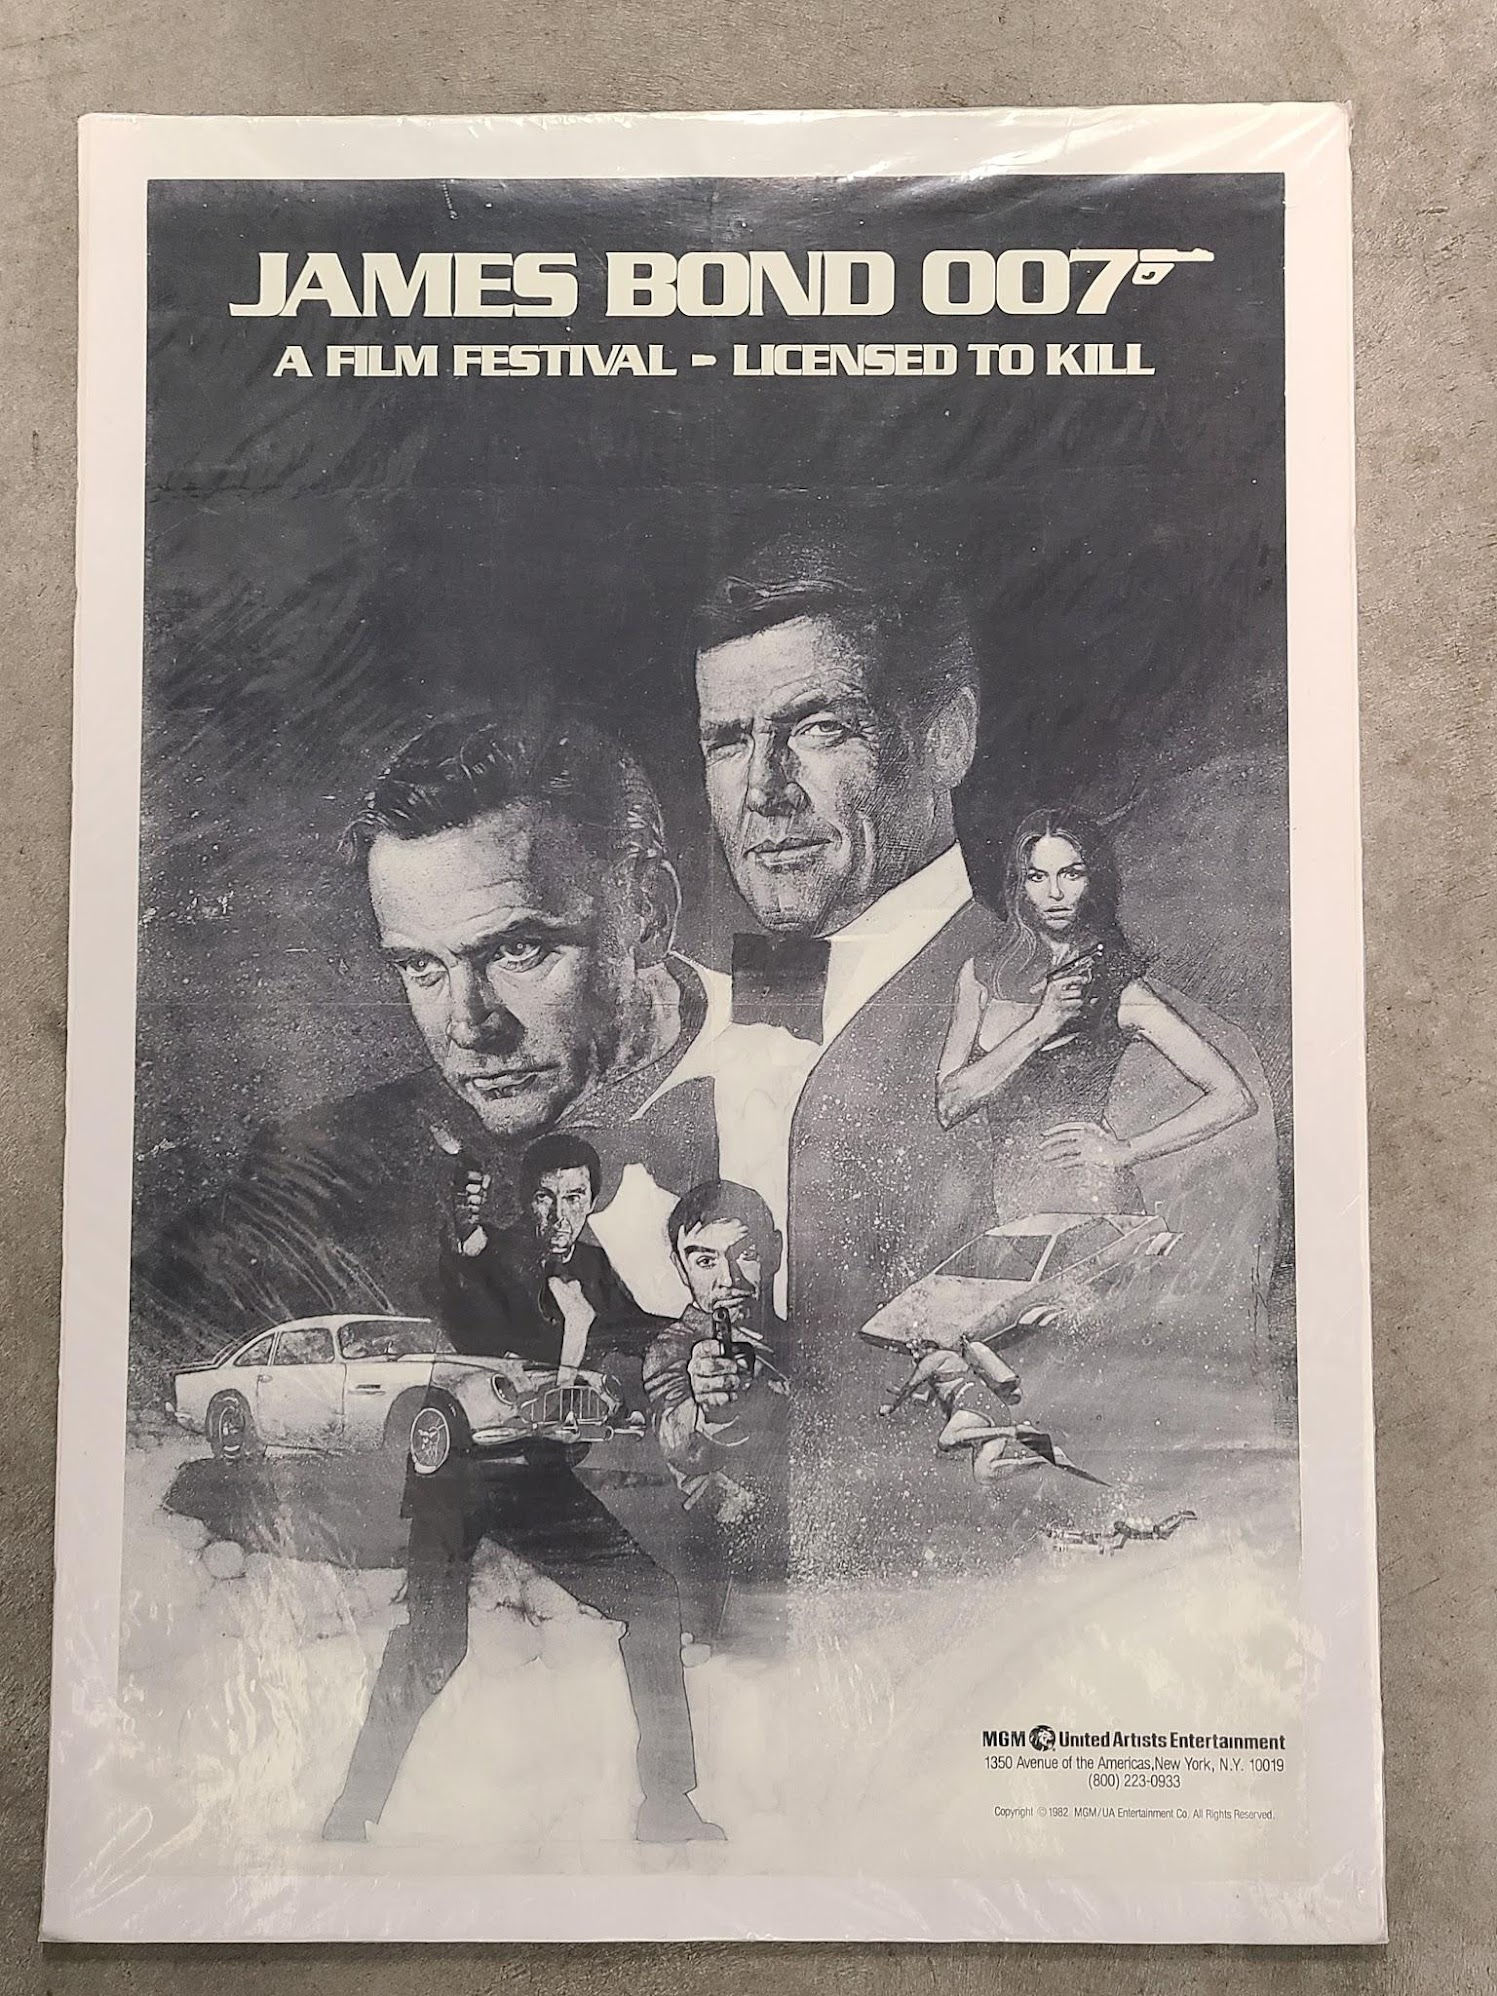 JAMES BOND 007
A FILM FESTIVAL - LICENSED TO KILL
MGM United Artists Entertainment
1350 Avenue of the Americas, New York, N.Y. 10019
(800) 223-0933
Copyright © 1982 MGM/UA Entertainment Co. All Rights Reserved.